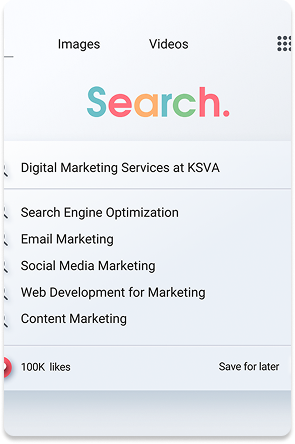 Images Videos
Search.
Digital Marketing Services at KSVA
Search Engine Optimization
Email Marketing
Social Media Marketing
Web Development for Marketing
Content Marketing
100K likes Save for later